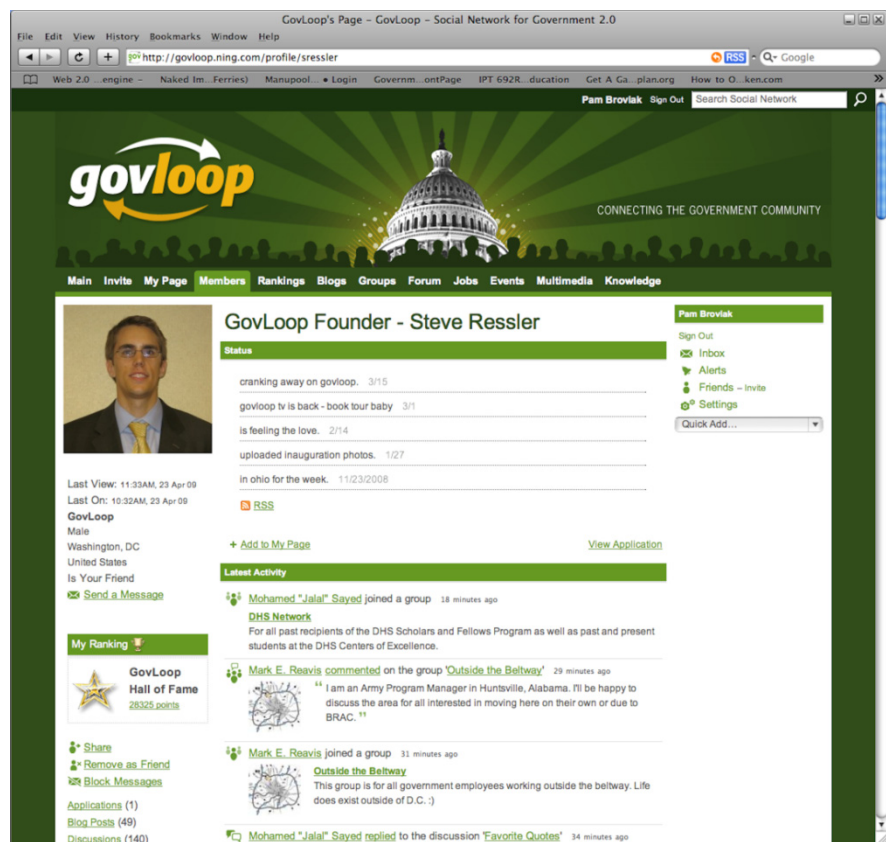 GovLoop's Page – GovLoop – Social Network for Government 2.0
File Edit View History Bookmarks Window Help
http://govloop.ning.com/profile/sressler
RSS
Google
Web 2.0 ...engine – Naked Im...Ferries) Manupool... • Login Governm...ontPage IPT 692R...ducation Get A Ga...plan.org How to O...ken.com
Pam Broviak Sign Out Search Social Network
govloop
CONNECTING THE GOVERNMENT COMMUNITY
Main Invite My Page Members Rankings Blogs Groups Forum Jobs Events Multimedia Knowledge
GovLoop Founder - Steve Ressler
Status
cranking away on govloop. 3/15
govloop tv is back - book tour baby 3/1
is feeling the love. 2/14
uploaded inauguration photos. 1/27
in ohio for the week. 11/23/2008
RSS
+ Add to My Page View Application
Pam Broviak
Sign Out
Inbox
Alerts
Friends – Invite
Settings
Quick Add...
Last View: 11:33AM, 23 Apr 09
Last On: 10:32AM, 23 Apr 09
GovLoop
Male
Washington, DC
United States
Is Your Friend
Send a Message
My Ranking
GovLoop
Hall of Fame
28325 points
Share
Remove as Friend
Block Messages
Applications (1)
Blog Posts (49)
Discussions (140)
Latest Activity
Mohamed "Jalal" Sayed joined a group 18 minutes ago
DHS Network
For all past recipients of the DHS Scholars and Fellows Program as well as past and present
students at the DHS Centers of Excellence.
Mark E. Reavis commented on the group 'Outside the Beltway' 29 minutes ago
“ I am an Army Program Manager in Huntsville, Alabama. I'll be happy to
discuss the area for all interested in moving here on their own or due to
BRAC. ”
Mark E. Reavis joined a group 31 minutes ago
Outside the Beltway
This group is for all government employees working outside the beltway. Life
does exist outside of D.C. :)
Mohamed "Jalal" Sayed replied to the discussion 'Favorite Quotes' 34 minutes ago